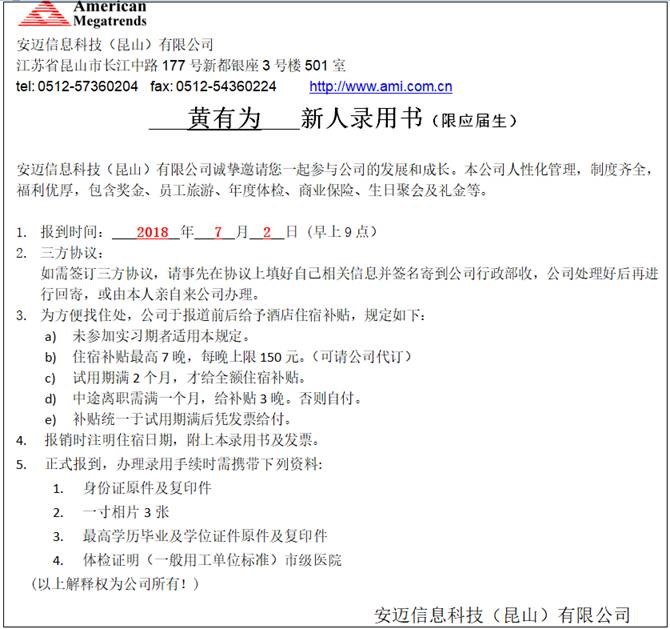 American
Megatrends
安迈信息科技（昆山）有限公司
江苏省昆山市长江中路 177 号新都银座 3 号楼 501 室
tel: 0512-57360204 fax: 0512-54360224 http://www.ami.com.cn
黄有为 新人录用书（限应届生）
安迈信息科技（昆山）有限公司诚挚邀请您一起参与公司的发展和成长。本公司人性化管理，制度齐全，
福利优厚，包含奖金、员工旅游、年度体检、商业保险、生日聚会及礼金等。
1. 报到时间： 2018 年 7 月 2 日（早上 9 点）
2. 三方协议：
如需签订三方协议，请事先在协议上填好自己相关信息并签名寄到公司行政部收，公司处理好后再进
行回寄，或由本人亲自来公司办理。
3. 为方便找住处，公司于报道前后给予酒店住宿补贴，规定如下：
a) 未参加实习期者适用本规定。
b) 住宿补贴最高 7 晚，每晚上限 150 元。（可请公司代订）
c) 试用期满 2 个月，才给全额住宿补贴。
d) 中途离职需满一个月，给补贴 3 晚。否则自付。
e) 补贴统一于试用期满后凭发票给付。
4. 报销时注明住宿日期，附上本录用书及发票。
5. 正式报到，办理录用手续时需携带下列资料:
1. 身份证原件及复印件
2. 一寸相片 3 张
3. 最高学历毕业及学位证件原件及复印件
4. 体检证明（一般用工单位标准）市级医院
(以上解释权为公司所有！)
安迈信息科技（昆山）有限公司